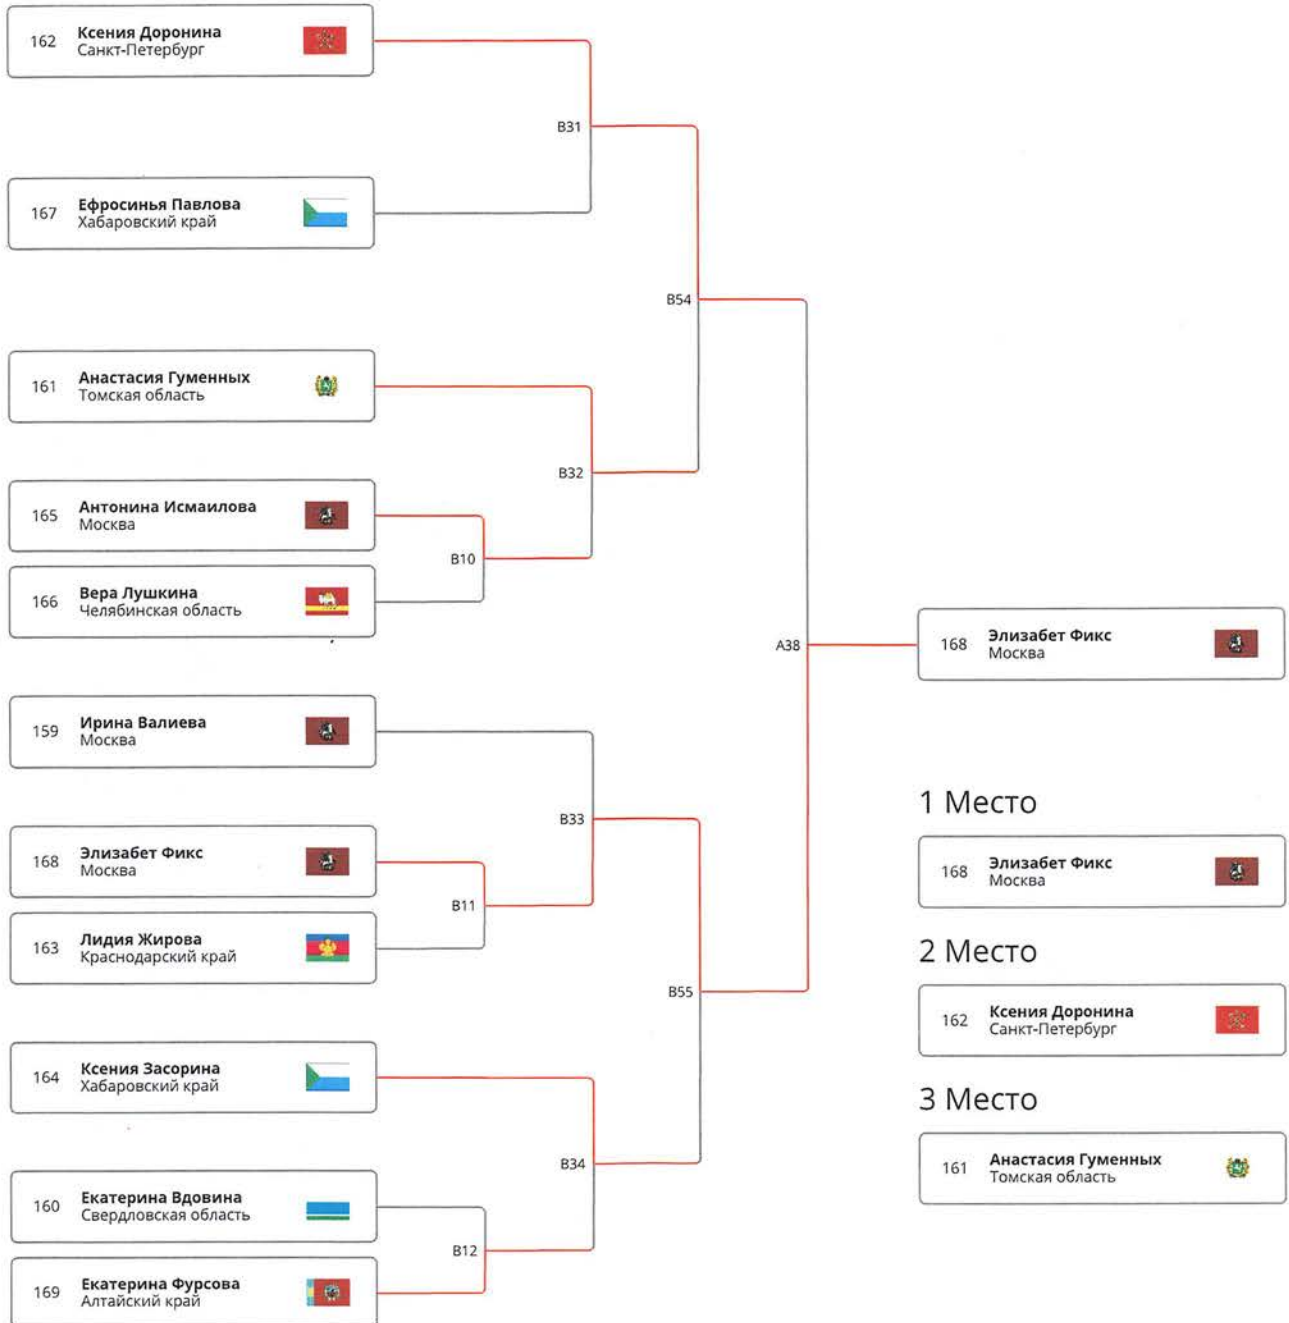 162
Ксения Доронина
Санкт-Петербург
B31
167
Ефросинья Павлова
Хабаровский край
B54
161
Анастасия Гуменных
Томская область
B32
165
Антонина Исмаилова
Москва
B10
166
Вера Лушкина
Челябинская область
A38
168
Элизабет Фикс
Москва
159
Ирина Валиева
Москва
B33
168
Элизабет Фикс
Москва
B11
163
Лидия Жирова
Краснодарский край
B55
164
Ксения Засорина
Хабаровский край
B34
160
Екатерина Вдовина
Свердловская область
B12
169
Екатерина Фурсова
Алтайский край
1 Место
168
Элизабет Фикс
Москва
2 Место
162
Ксения Доронина
Санкт-Петербург
3 Место
161
Анастасия Гуменных
Томская область